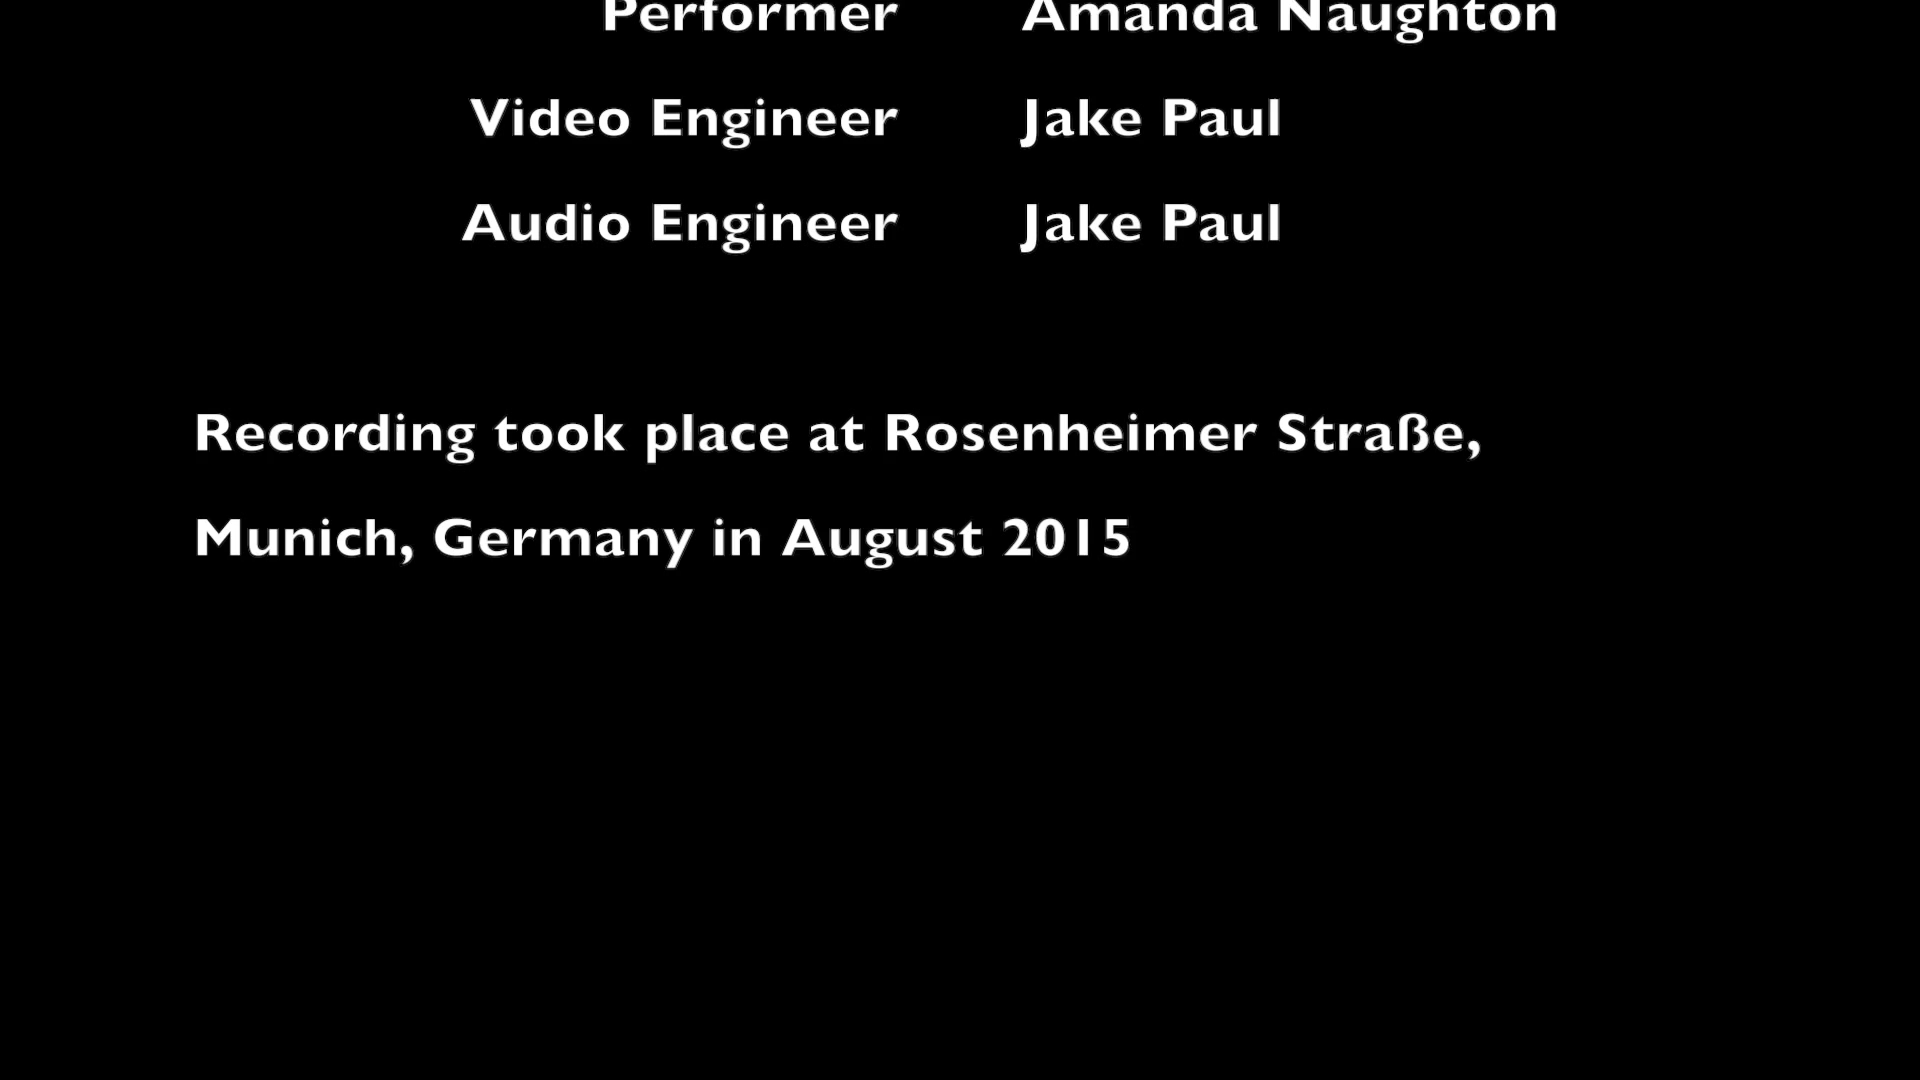 Performer Amanda Naughton
Video Engineer Jake Paul
Audio Engineer Jake Paul
Recording took place at Rosenheimer Straße,
Munich, Germany in August 2015